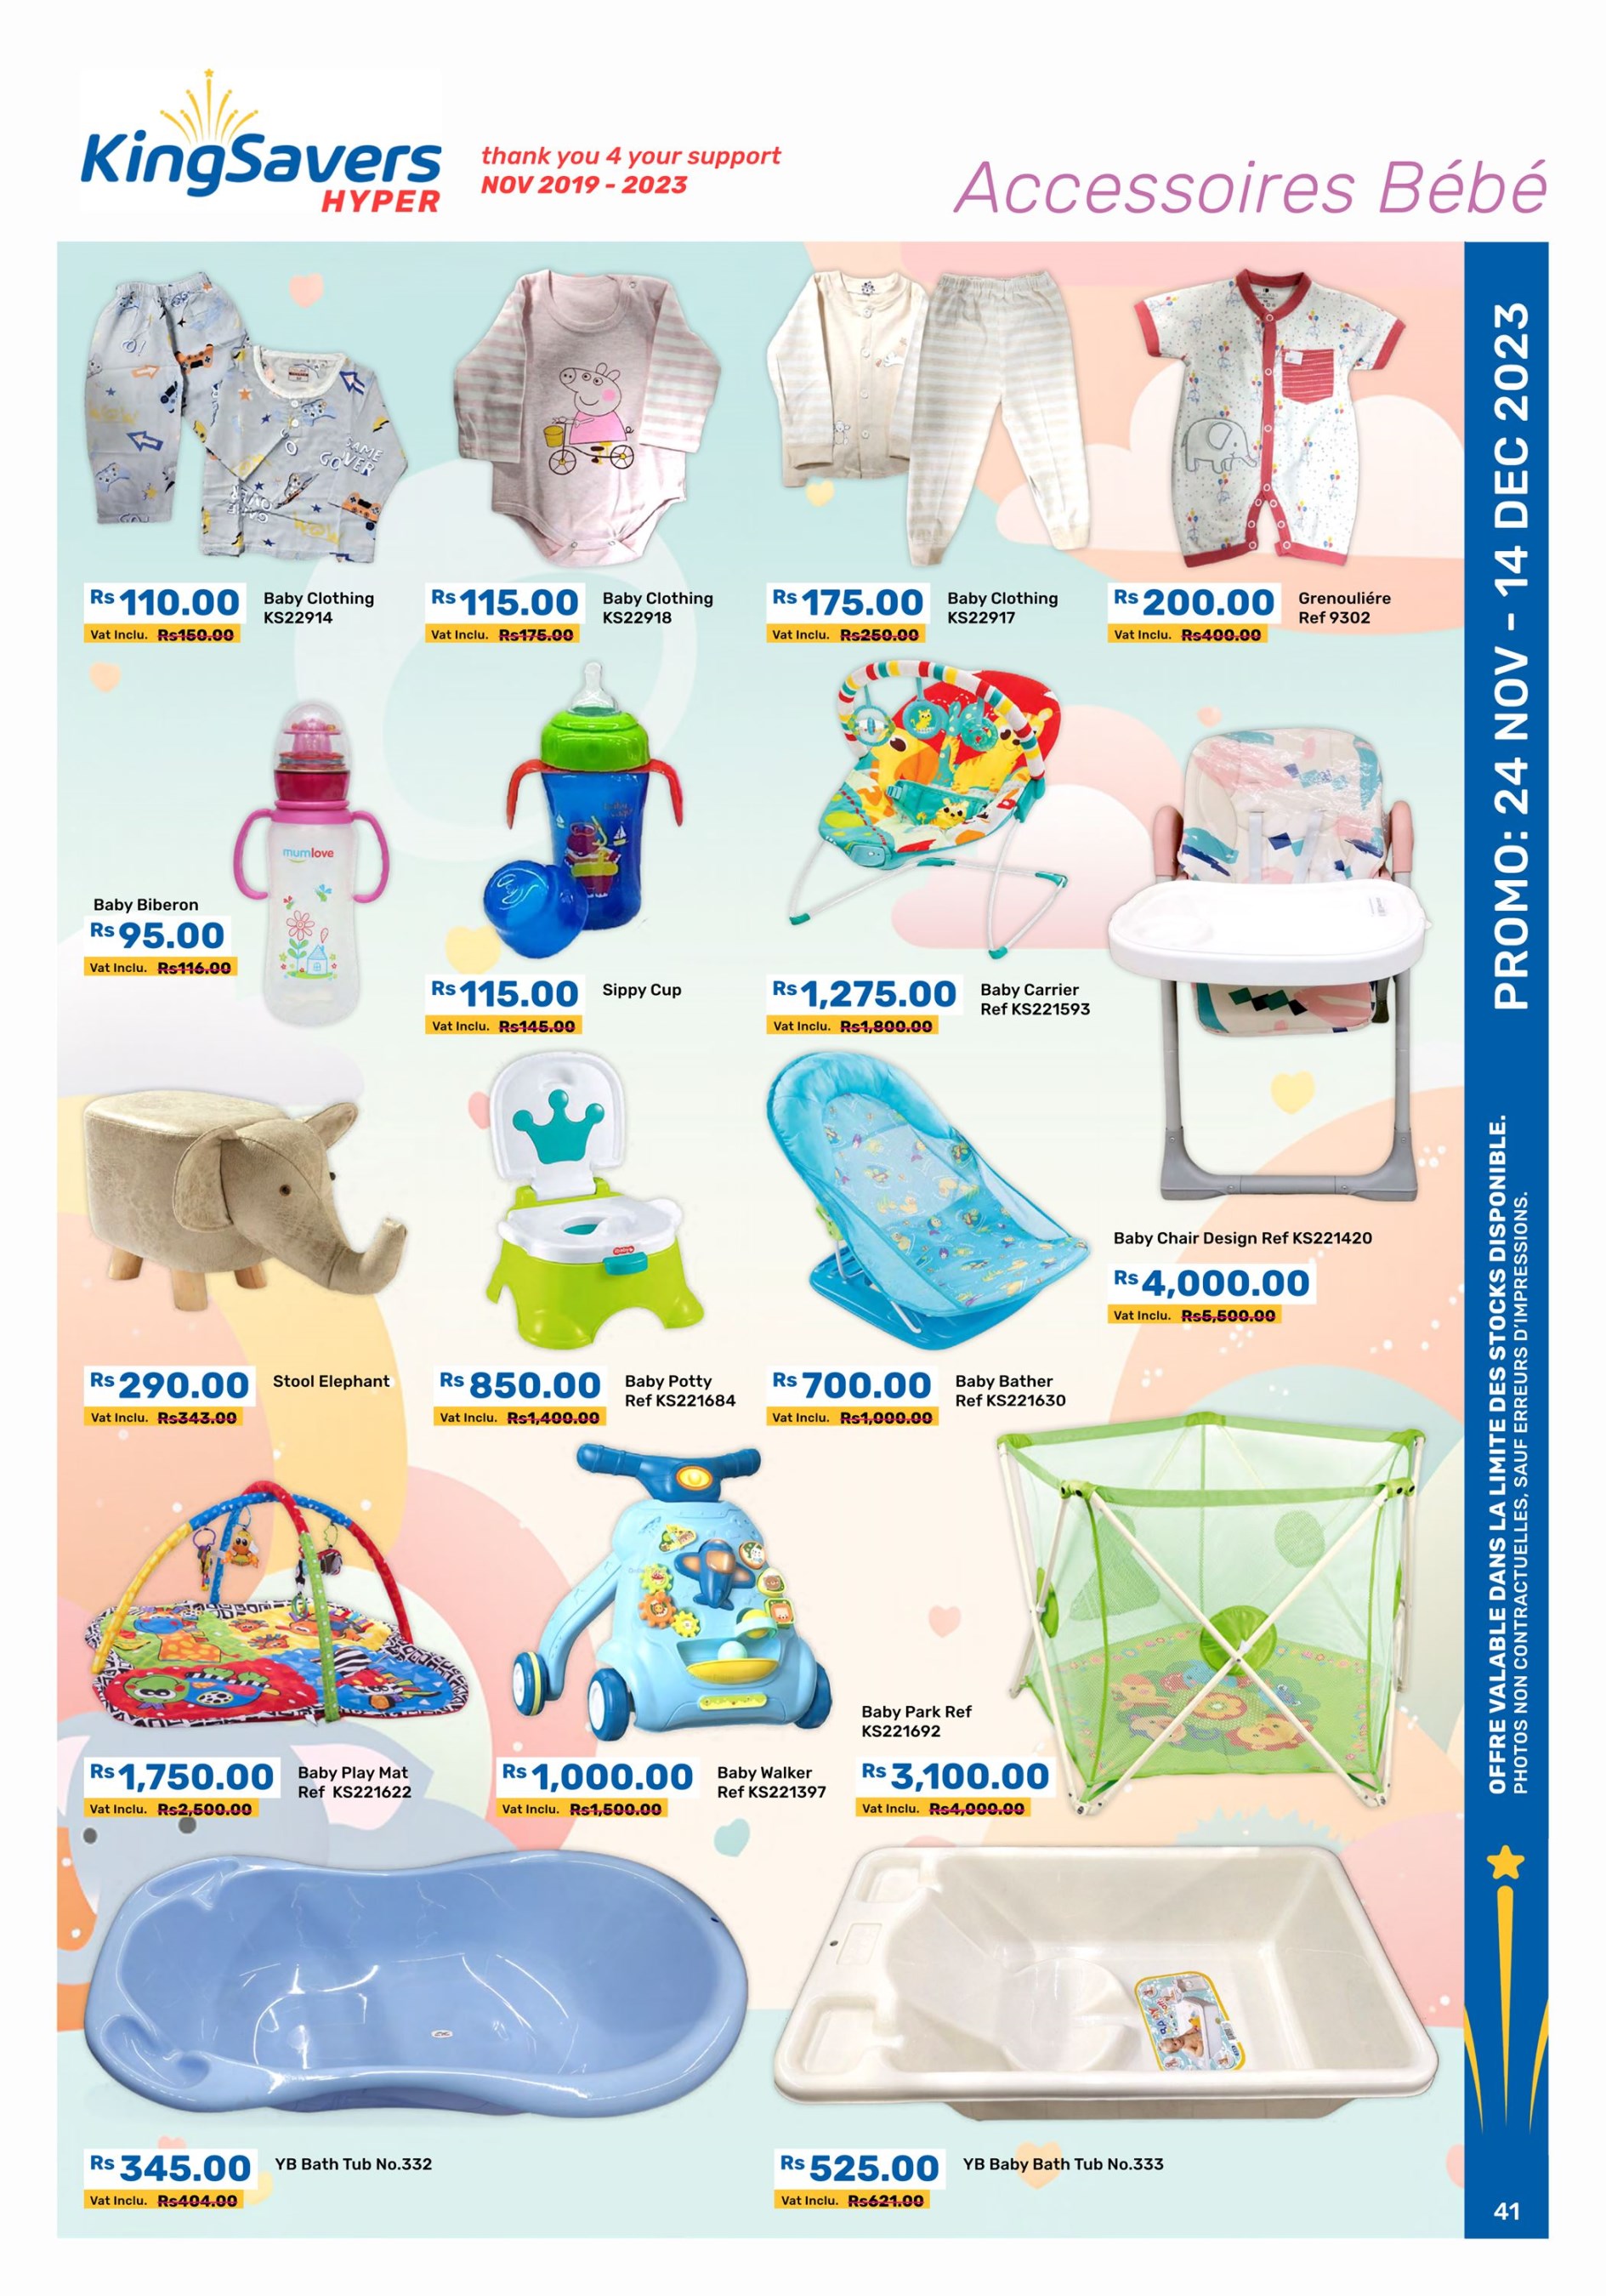 KingSavers
HYPER
thank you 4 your support
NOV 2019 - 2023
Accessoires Bébé
Rs 110.00
Vat Inclu. Rs150.00
Baby Clothing
KS22914
Rs 115.00
Vat Inclu. Rs175.00
Baby Clothing
KS22918
Rs 175.00
Vat Inclu. Rs250.00
Baby Clothing
KS22917
Rs 200.00
Vat Inclu. Rs400.00
Grenouliére
Ref 9302
mumlove
Baby Biberon
Rs 95.00
Vat Inclu. Rs116.00
Rs 115.00
Vat Inclu. Rs145.00
Sippy Cup
Rs 1,275.00
Vat Inclu. Rs1,800.00
Baby Carrier
Ref KS221593
Baby Chair Design Ref KS221420
Rs 4,000.00
Vat Inclu. Rs5,500.00
Rs 290.00
Vat Inclu. Rs343.00
Stool Elephant
Rs 850.00
Vat Inclu. Rs1,400.00
Baby Potty
Ref KS221684
Rs 700.00
Vat Inclu. Rs1,000.00
Baby Bather
Ref KS221630
Rs 1,750.00
Vat Inclu. Rs2,500.00
Baby Play Mat
Ref KS221622
Rs 1,000.00
Vat Inclu. Rs1,500.00
Baby Walker
Ref KS221397
Baby Park Ref
KS221692
Rs 3,100.00
Vat Inclu. Rs4,000.00
Rs 345.00
Vat Inclu. Rs404.00
YB Bath Tub No.332
Rs 525.00
Vat Inclu. Rs621.00
YB Baby Bath Tub No.333
PROMO: 24 NOV - 14 DEC 2023
OFFRE VALABLE DANS LA LIMITE DES STOCKS DISPONIBLE.
PHOTOS NON CONTRACTUELLES, SAUF ERREURS D'IMPRESSIONS.
41